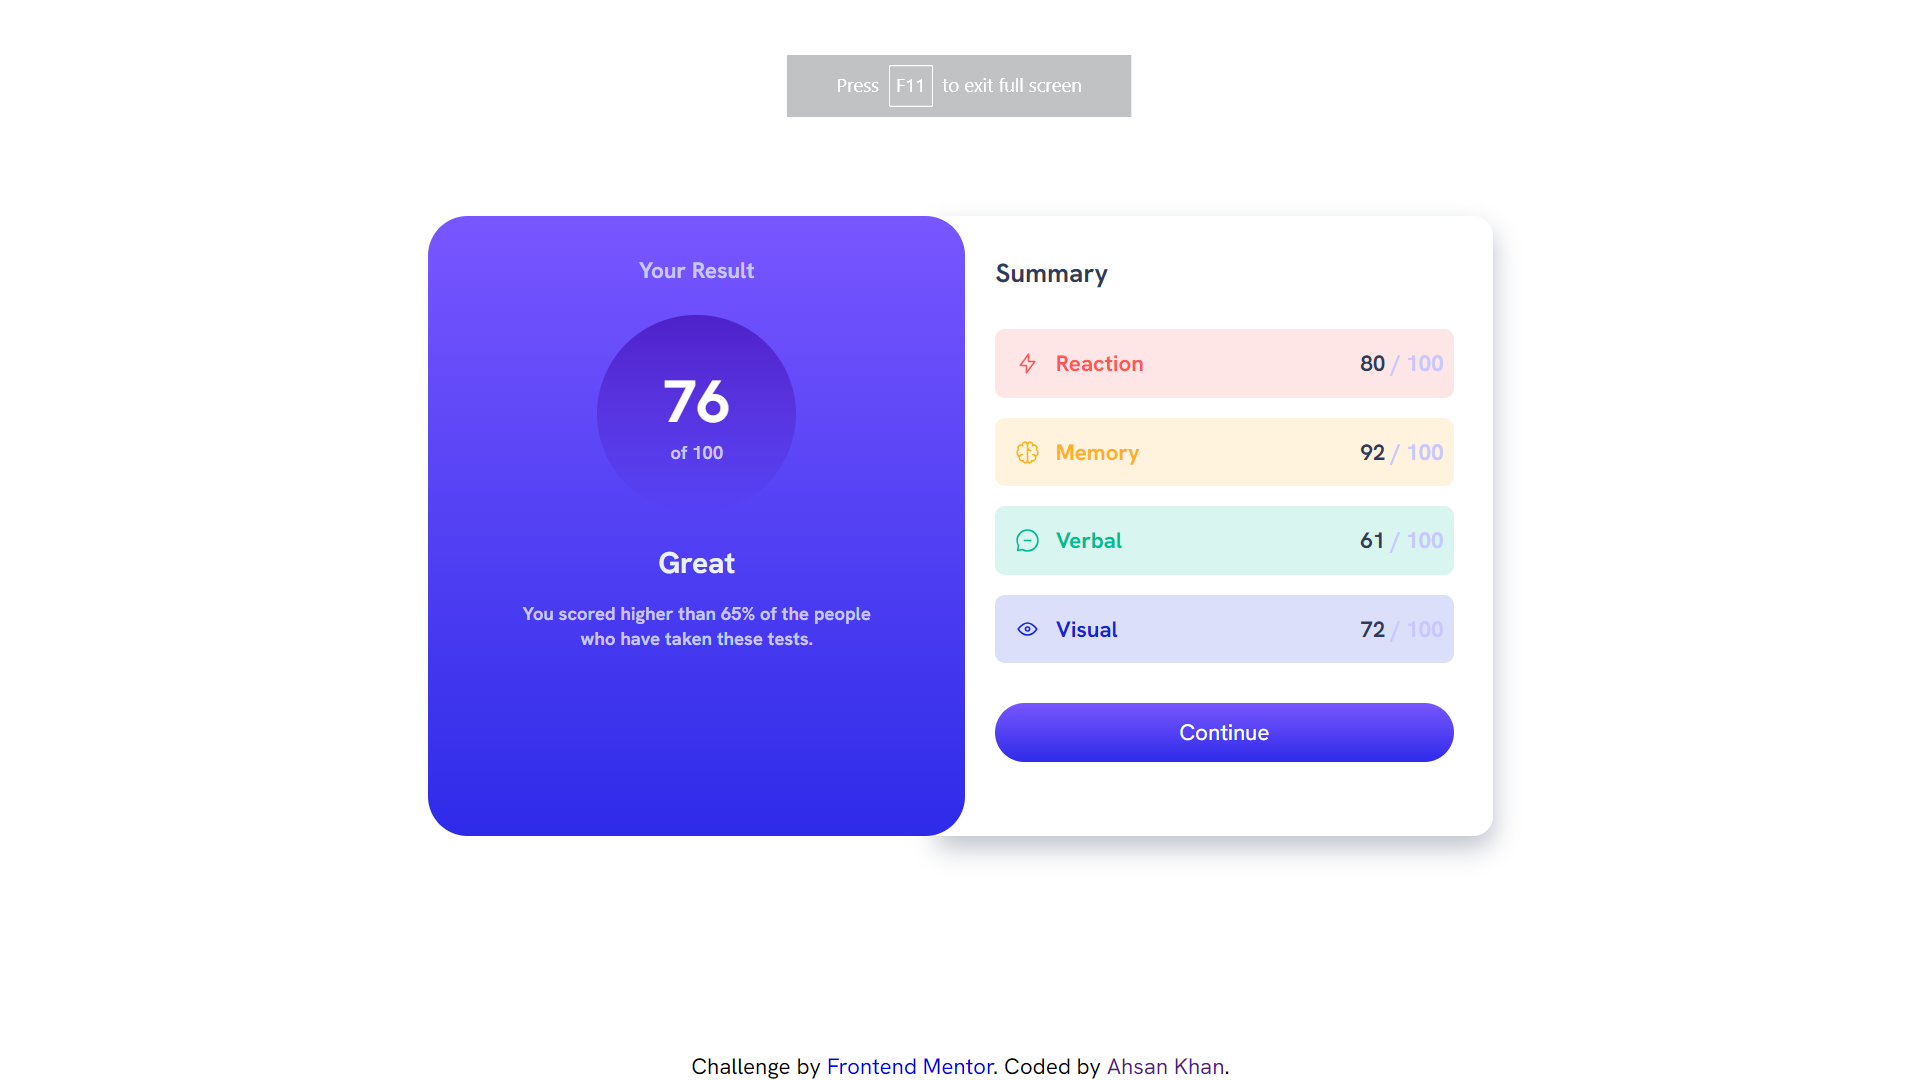 Press F11 to exit full screen
Your Result
76
of 100
Great
You scored higher than 65% of the people
who have taken these tests.
Summary
Reaction 80 / 100
Memory 92 / 100
Verbal 61 / 100
Visual 72 / 100
Continue
Challenge by Frontend Mentor. Coded by Ahsan Khan.